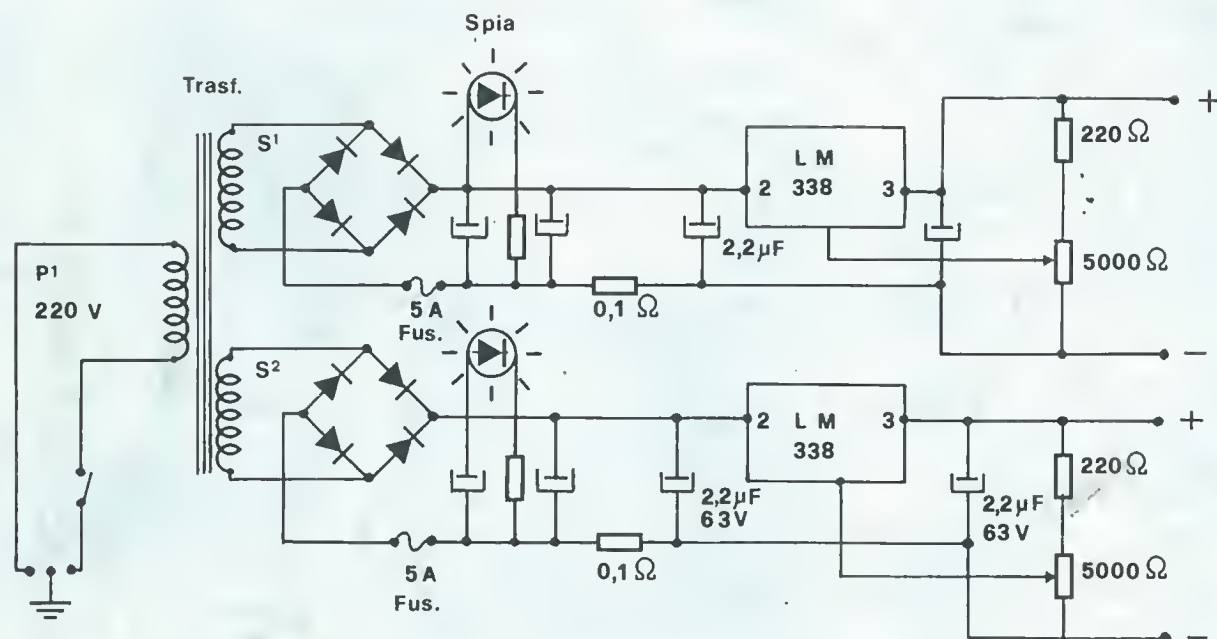 Spia
Trasf.
S¹
P¹
220 V
5 A
Fus.
0,1 Ω
2,2 µF
2
L M
338
3
+
220 Ω
5000 Ω
−
S²
5 A
Fus.
0,1 Ω
2,2 µF
63 V
2
L M
338
3
+
2,2 µF
63 V
220 Ω
5000 Ω
−